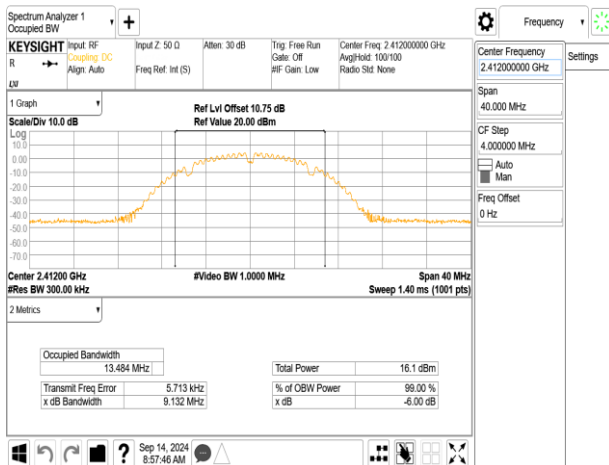 Spectrum Analyzer 1
Occupied BW
Frequency
KEYSIGHT
R
Input: RF
Coupling: DC
Align: Auto
Input Z: 50 Ω
Freq Ref: Int (S)
Atten: 30 dB
Trig: Free Run
Gate: Off
#IF Gain: Low
Center Freq: 2.412000000 GHz
Avg|Hold: 100/100
Radio Std: None
Center Frequency
2.412000000 GHz
Settings
Span
40.000 MHz
CF Step
4.000000 MHz
Auto
Man
Freq Offset
0 Hz
1 Graph
Scale/Div 10.0 dB
Ref Lvl Offset 10.75 dB
Ref Value 20.00 dBm
Log
10.0
0.00
-10.0
-20.0
-30.0
-40.0
-50.0
-60.0
-70.0
Center 2.41200 GHz
#Res BW 300.00 kHz
#Video BW 1.0000 MHz
Span 40 MHz
Sweep 1.40 ms (1001 pts)
2 Metrics
Occupied Bandwidth
13.484 MHz
Transmit Freq Error 5.713 kHz
x dB Bandwidth 9.132 MHz
Total Power 16.1 dBm
% of OBW Power 99.00 %
x dB -6.00 dB
Sep 14, 2024
8:57:46 AM